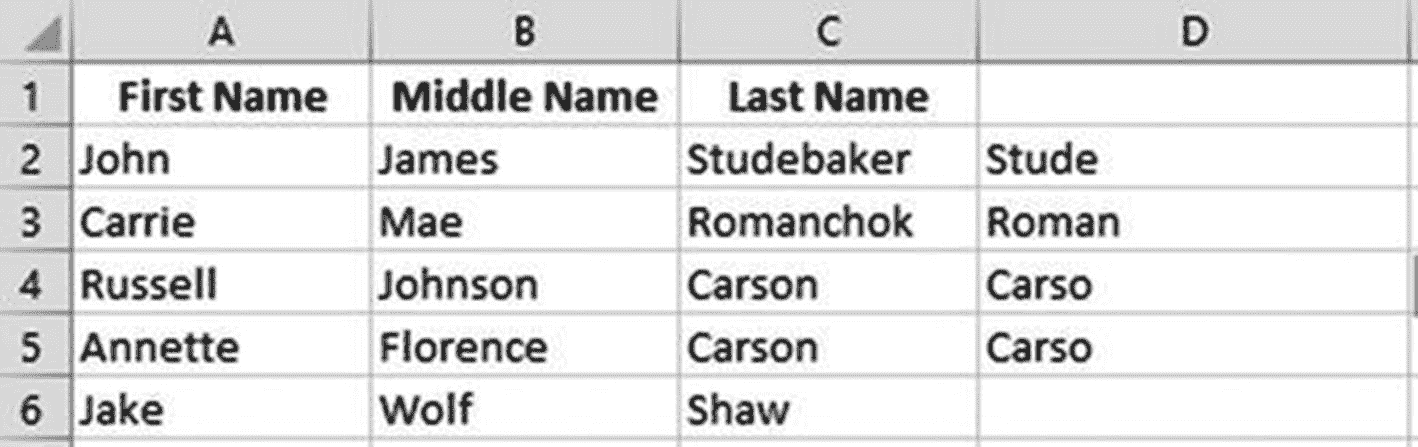 A B C D
1 First Name Middle Name Last Name
2 John James Studebaker Stude
3 Carrie Mae Romanchok Roman
4 Russell Johnson Carson Carso
5 Annette Florence Carson Carso
6 Jake Wolf Shaw